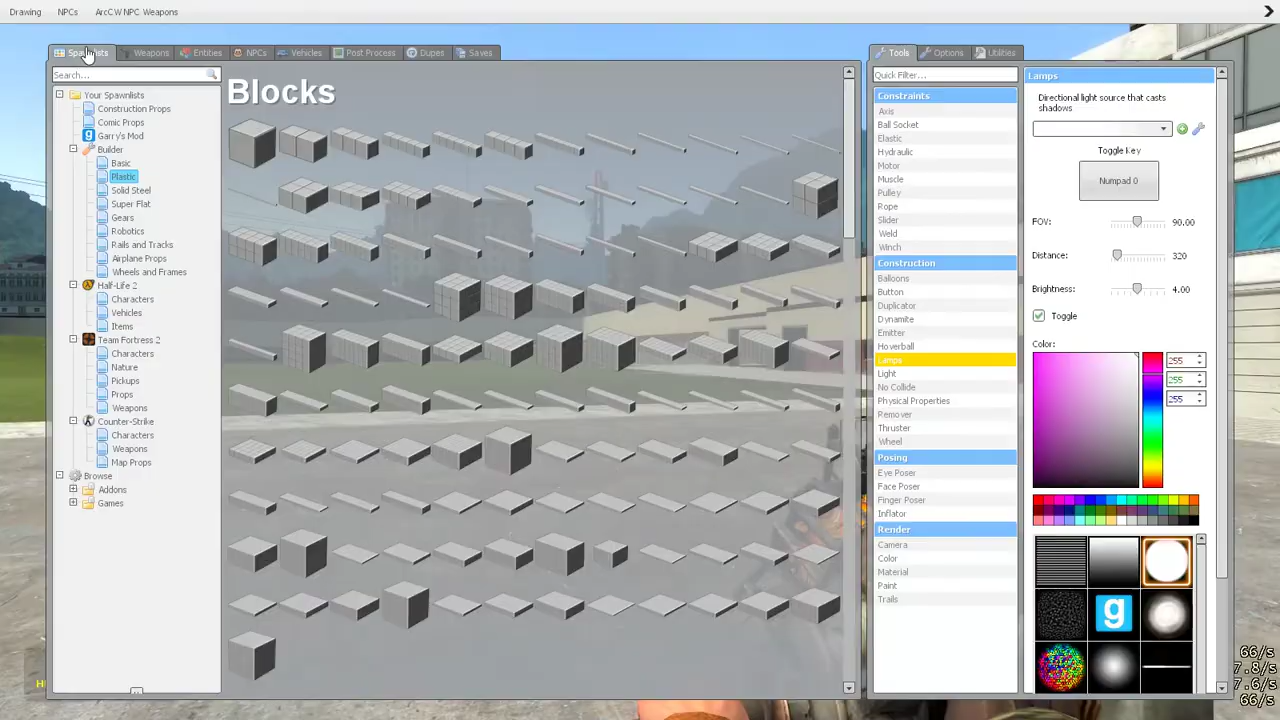 Drawing NPCs ArcCW NPC Weapons
Spawnlists Weapons Entities NPCs Vehicles Post Process Dupes Saves
Search...
Your Spawnlists
Construction Props
Comic Props
Garry's Mod
Builder
Basic
Plastic
Solid Steel
Super Flat
Gears
Robotics
Rails and Tracks
Airplane Props
Wheels and Frames
Half-Life 2
Characters
Vehicles
Items
Team Fortress 2
Characters
Nature
Pickups
Props
Weapons
Counter-Strike
Characters
Weapons
Map Props
Browse
Addons
Games
Blocks
Tools Options Utilities
Quick Filter...
Constraints
Axis
Ball Socket
Elastic
Hydraulic
Motor
Muscle
Pulley
Rope
Slider
Weld
Winch
Construction
Balloons
Button
Duplicator
Dynamite
Emitter
Hoverball
Lamps
Light
No Collide
Physical Properties
Remover
Thruster
Wheel
Posing
Eye Poser
Face Poser
Finger Poser
Inflator
Render
Camera
Color
Material
Paint
Trails
Lamps
Directional light source that casts
shadows
Toggle Key
Numpad 0
FOV: 90.00
Distance: 320
Brightness: 4.00
Toggle
Color:
255
255
255
g
66/s
7.8/s
7.6/s
66/s